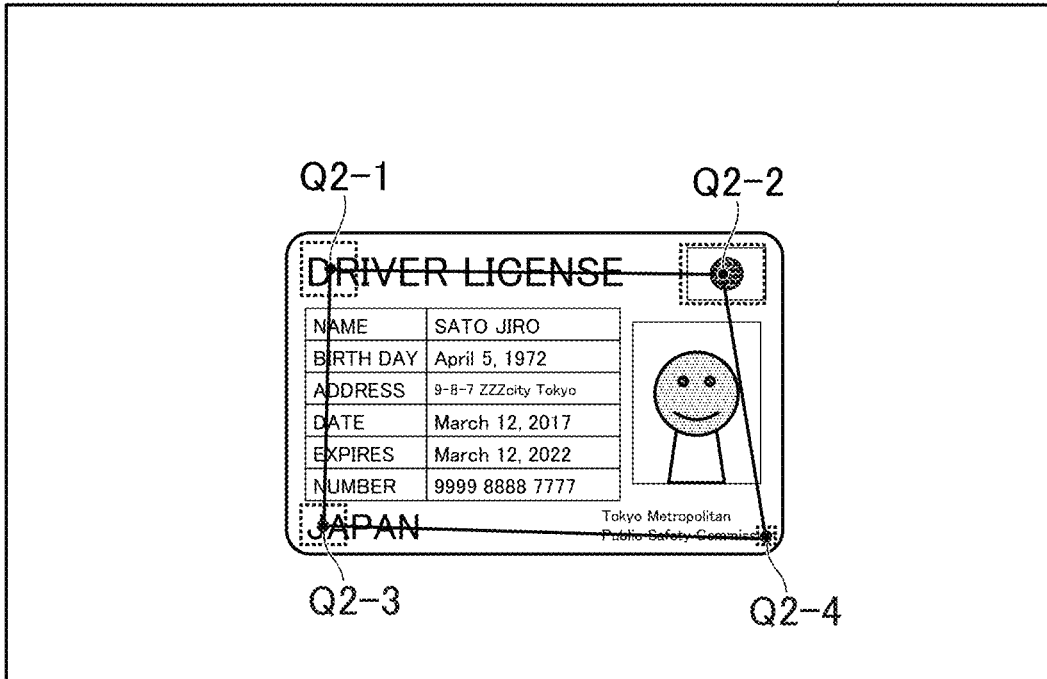 Q2-1
Q2-2
DRIVER LICENSE
NAME SATO JIRO
BIRTH DAY April 5, 1972
ADDRESS 9-8-7 ZZZcity Tokyo
DATE March 12, 2017
EXPIRES March 12, 2022
NUMBER 9999 8888 7777
JAPAN
Tokyo Metropolitan
Public Safety
Q2-3
Q2-4